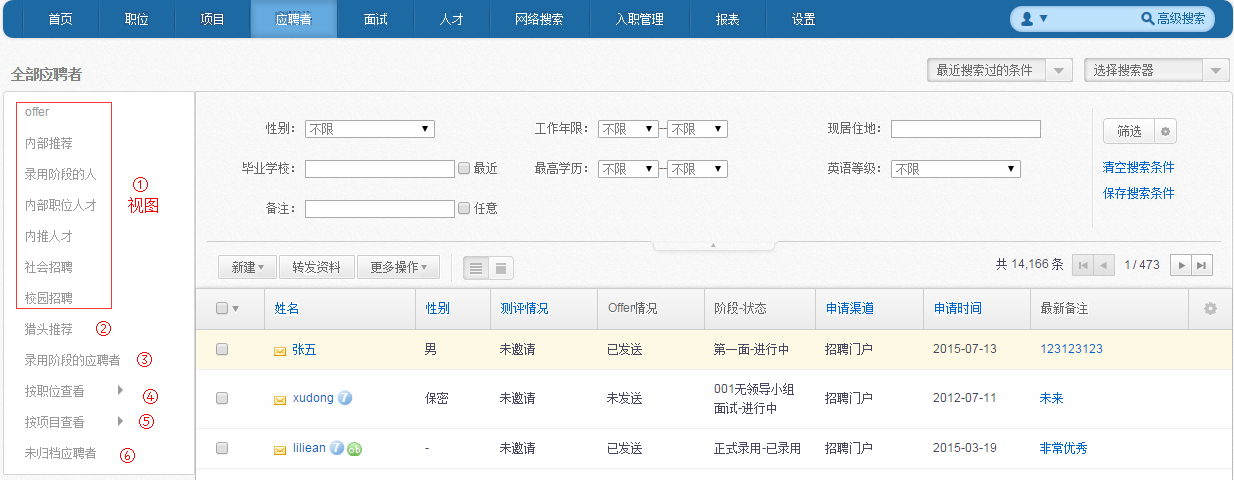 首页 职位 项目 应聘者 面试 人才 网络搜索 入职管理 报表 设置 高级搜索
全部应聘者 最近搜索过的条件 选择搜索器
offer
内部推荐
录用阶段的人
内部职位人才
内推人才
社会招聘
校园招聘
① 视图
猎头推荐 ②
录用阶段的应聘者 ③
按职位查看 ④
按项目查看 ⑤
未归档应聘者 ⑥
性别： 不限 工作年限： 不限 -- 不限 现居住地： 筛选
毕业学校： 最近 最高学历： 不限 -- 不限 英语等级： 不限 清空搜索条件
保存搜索条件
备注： 任意
新建 转发资料 更多操作 共 14,166 条 1 / 473
姓名 性别 测评情况 Offer情况 阶段-状态 申请渠道 申请时间 最新备注
张五 男 未邀请 已发送 第一面-进行中 招聘门户 2015-07-13 123123123
xudong 保密 未邀请 未发送 001无领导小组
面试-进行中 招聘门户 2012-07-11 未来
liliean ob - 未邀请 已发送 正式录用-已录用 招聘门户 2015-03-19 非常优秀